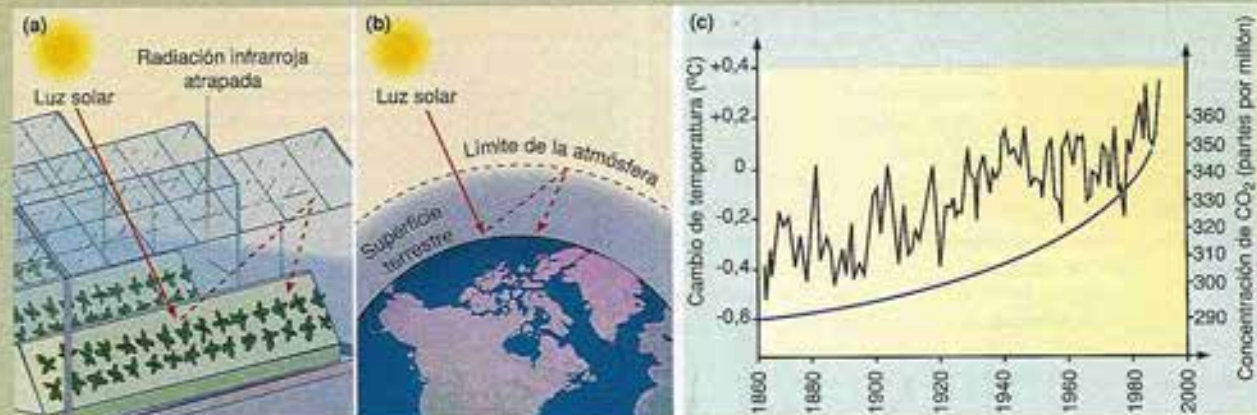 (a)
Radiación infrarroja
atrapada
Luz solar
(b)
Luz solar
Límite de la atmósfera
Superficie
terrestre
(c)
Cambio de temperatura (ºC)
+0,4
+0,2
0
-0,2
-0,4
-0,6
Concentración de CO₂ (partes por millón)
360
350
340
330
320
310
300
290
1860
1880
1900
1920
1940
1960
1980
2000